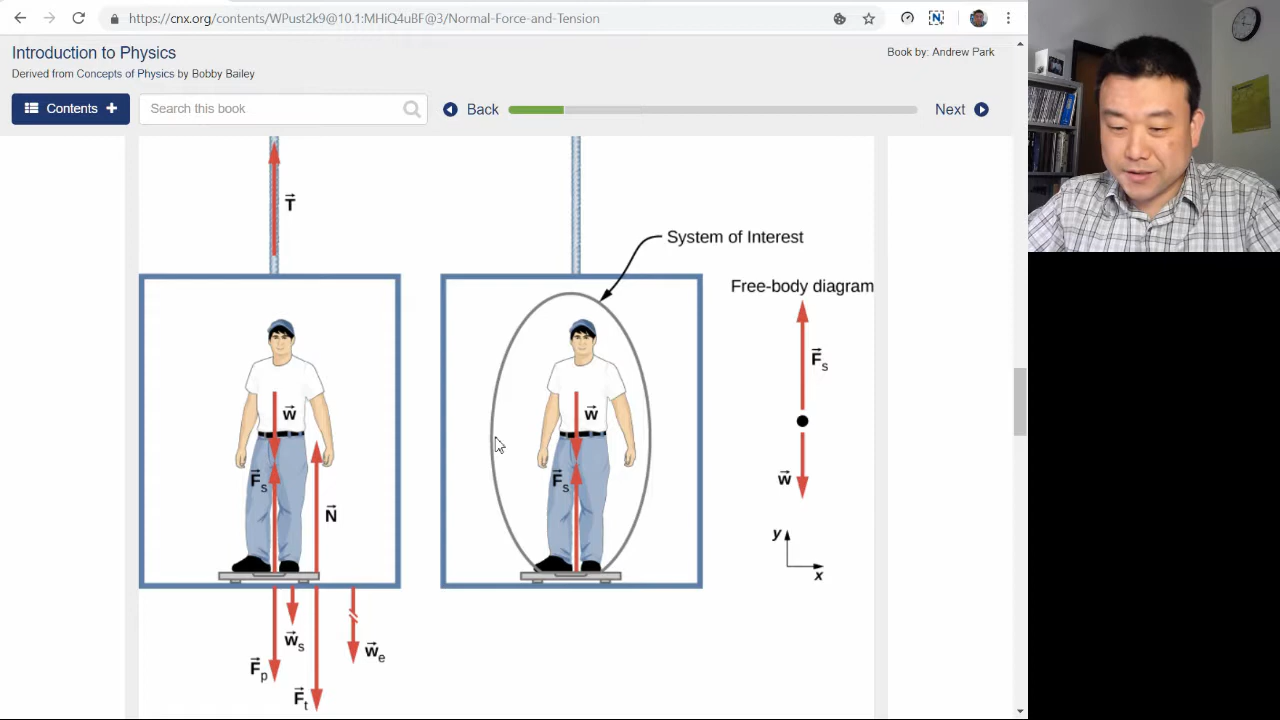 https://cnx.org/contents/WPust2k9@10.1:MHiQ4uBF@3/Normal-Force-and-Tension
Introduction to Physics
Book by: Andrew Park
Derived from Concepts of Physics by Bobby Bailey
Contents +
Search this book
Back
Next
T
System of Interest
Free-body diagram
w
Fs
N
ws
we
Fp
Ft
w
Fs
Fs
w
y
x